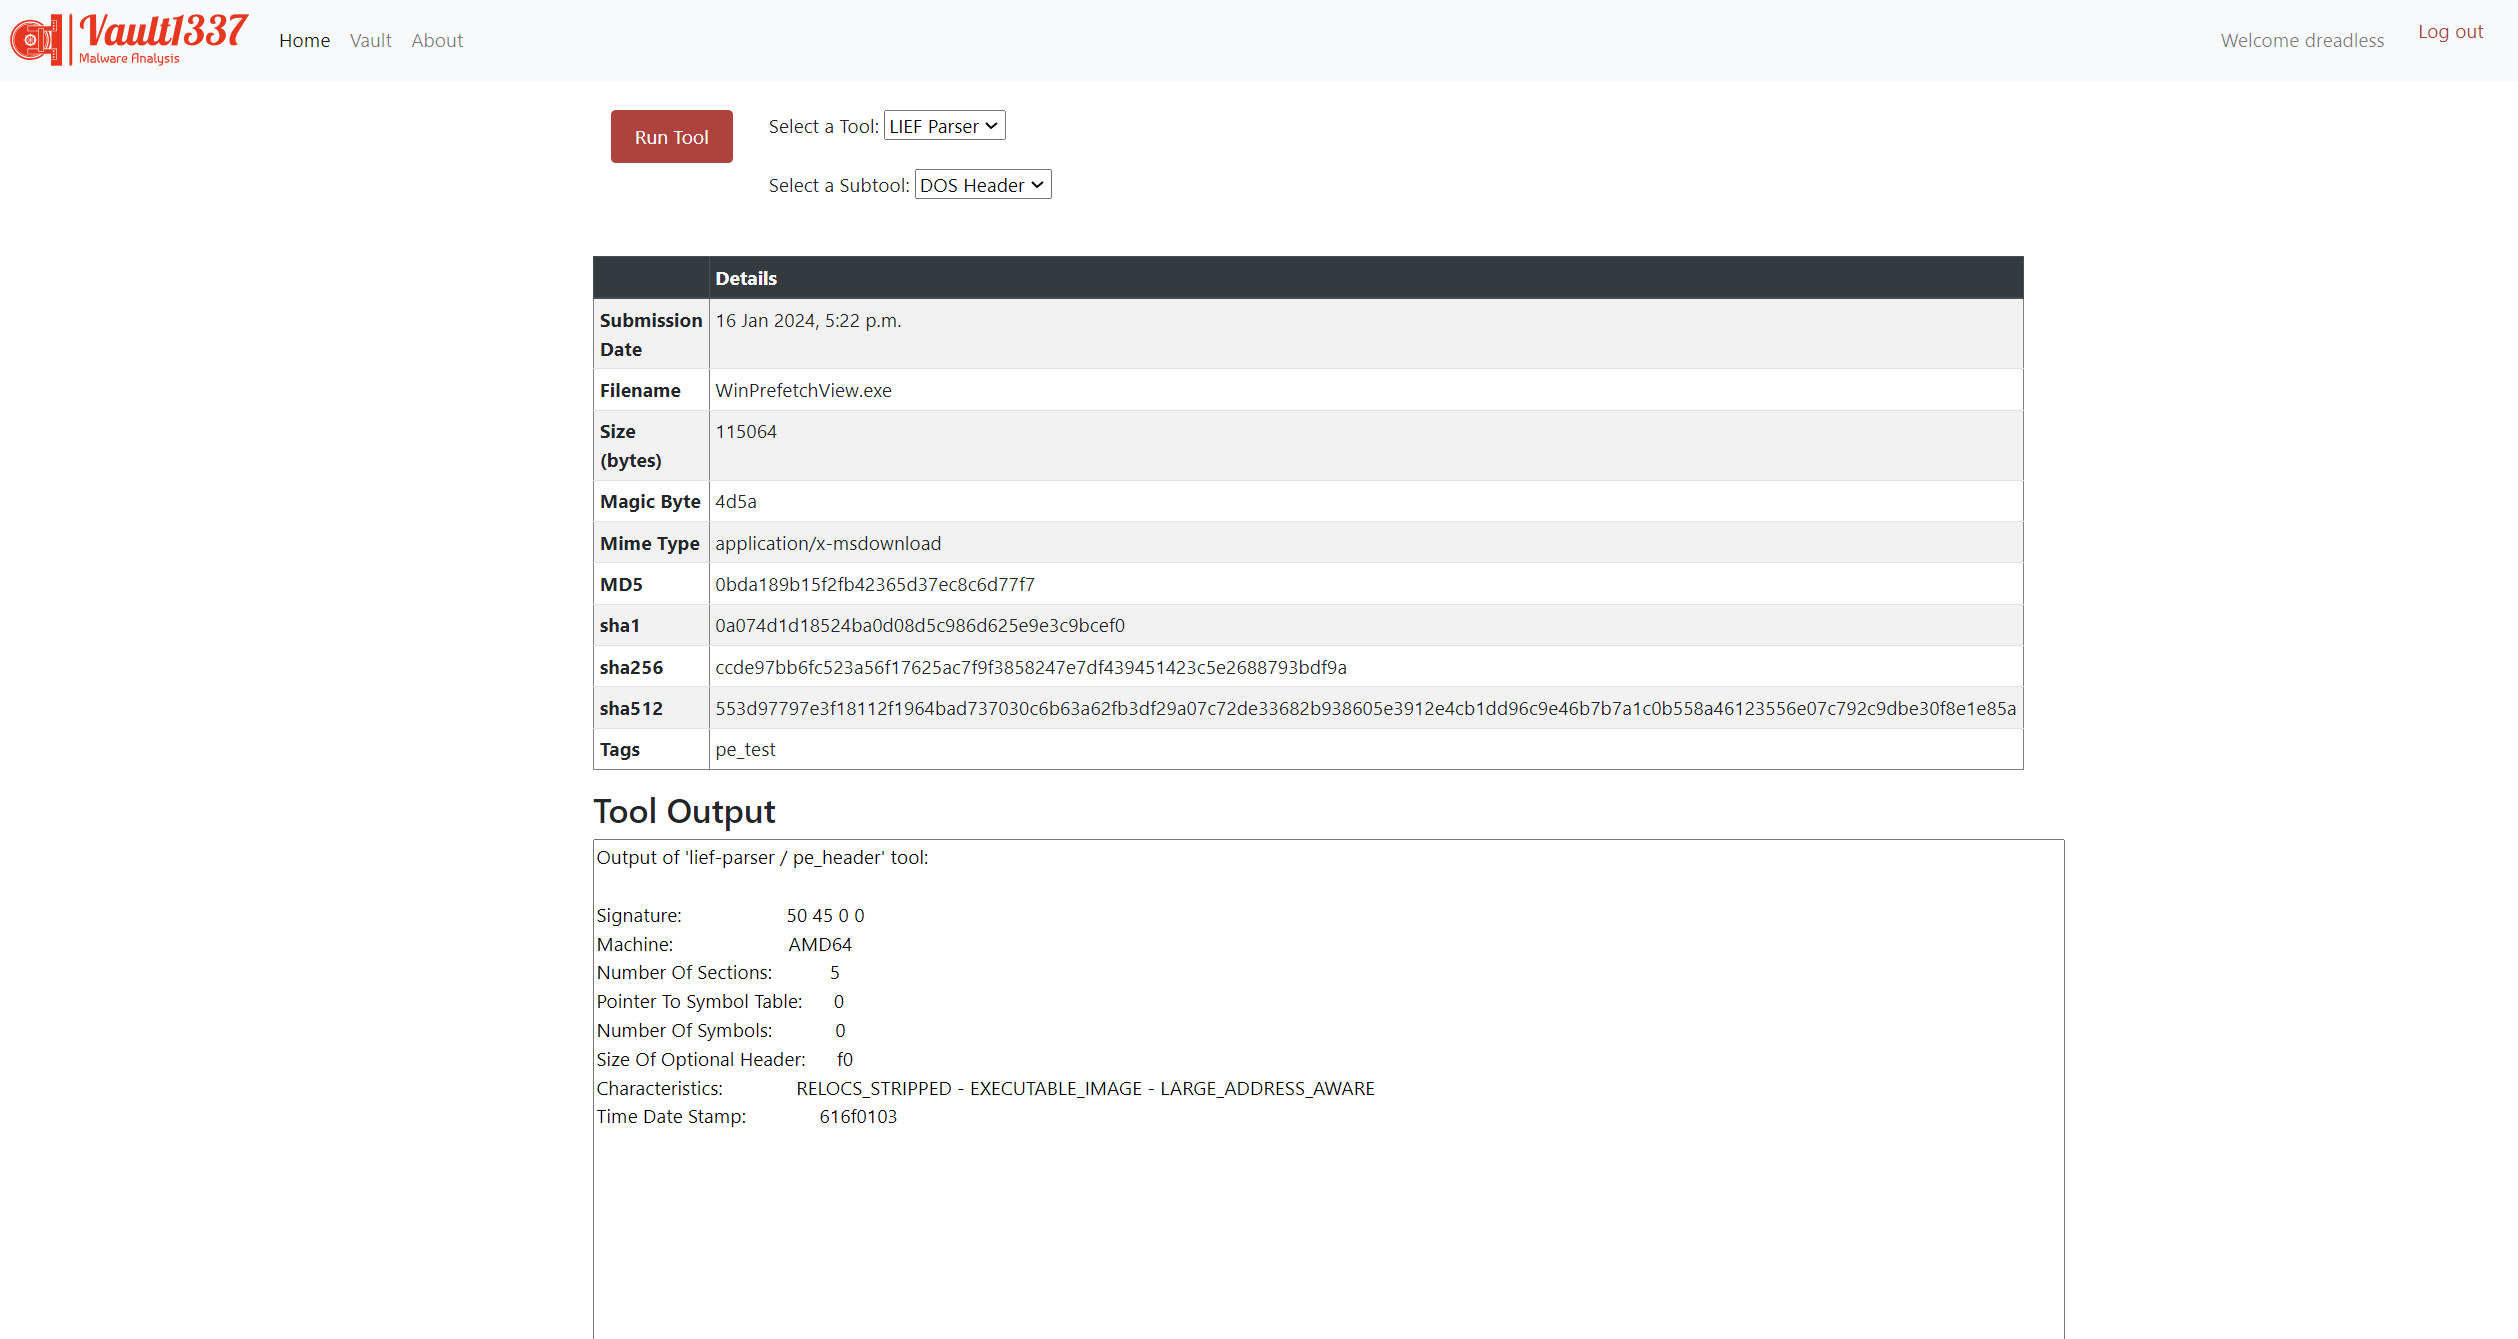 Vault1337
Malware Analysis
Home Vault About
Welcome dreadless Log out
Run Tool
Select a Tool: LIEF Parser
Select a Subtool: DOS Header
Details
Submission Date 16 Jan 2024, 5:22 p.m.
Filename WinPrefetchView.exe
Size (bytes) 115064
Magic Byte 4d5a
Mime Type application/x-msdownload
MD5 0bda189b15f2fb42365d37ec8c6d77f7
sha1 0a074d1d18524ba0d08d5c986d625e9e3c9bcef0
sha256 ccde97bb6fc523a56f17625ac7f9f3858247e7df439451423c5e2688793bdf9a
sha512 553d97797e3f18112f1964bad737030c6b63a62fb3df29a07c72de33682b938605e3912e4cb1dd96c9e46b7b7a1c0b558a46123556e07c792c9dbe30f8e1e85a
Tags pe_test
Tool Output
Output of 'lief-parser / pe_header' tool:
Signature: 50 45 0 0
Machine: AMD64
Number Of Sections: 5
Pointer To Symbol Table: 0
Number Of Symbols: 0
Size Of Optional Header: f0
Characteristics: RELOCS_STRIPPED - EXECUTABLE_IMAGE - LARGE_ADDRESS_AWARE
Time Date Stamp: 616f0103